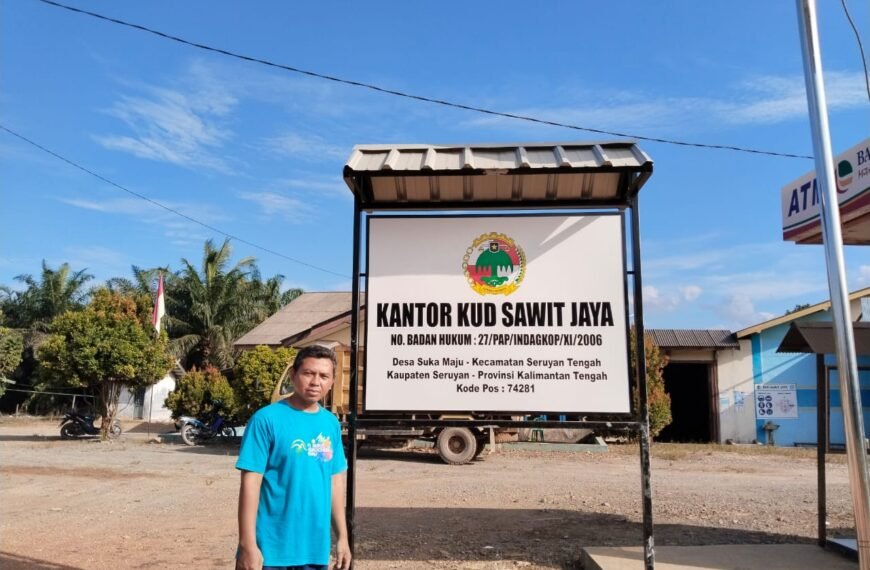 KANTOR KUD SAWIT JAYA
NO. BADAN HUKUM : 27/PAP/INDAGKOP/XI/2006
Desa Suka Maju - Kecamatan Seruyan Tengah
Kaupaten Seruyan - Provinsi Kalimantan Tengah
Kode Pos : 74281
ATM